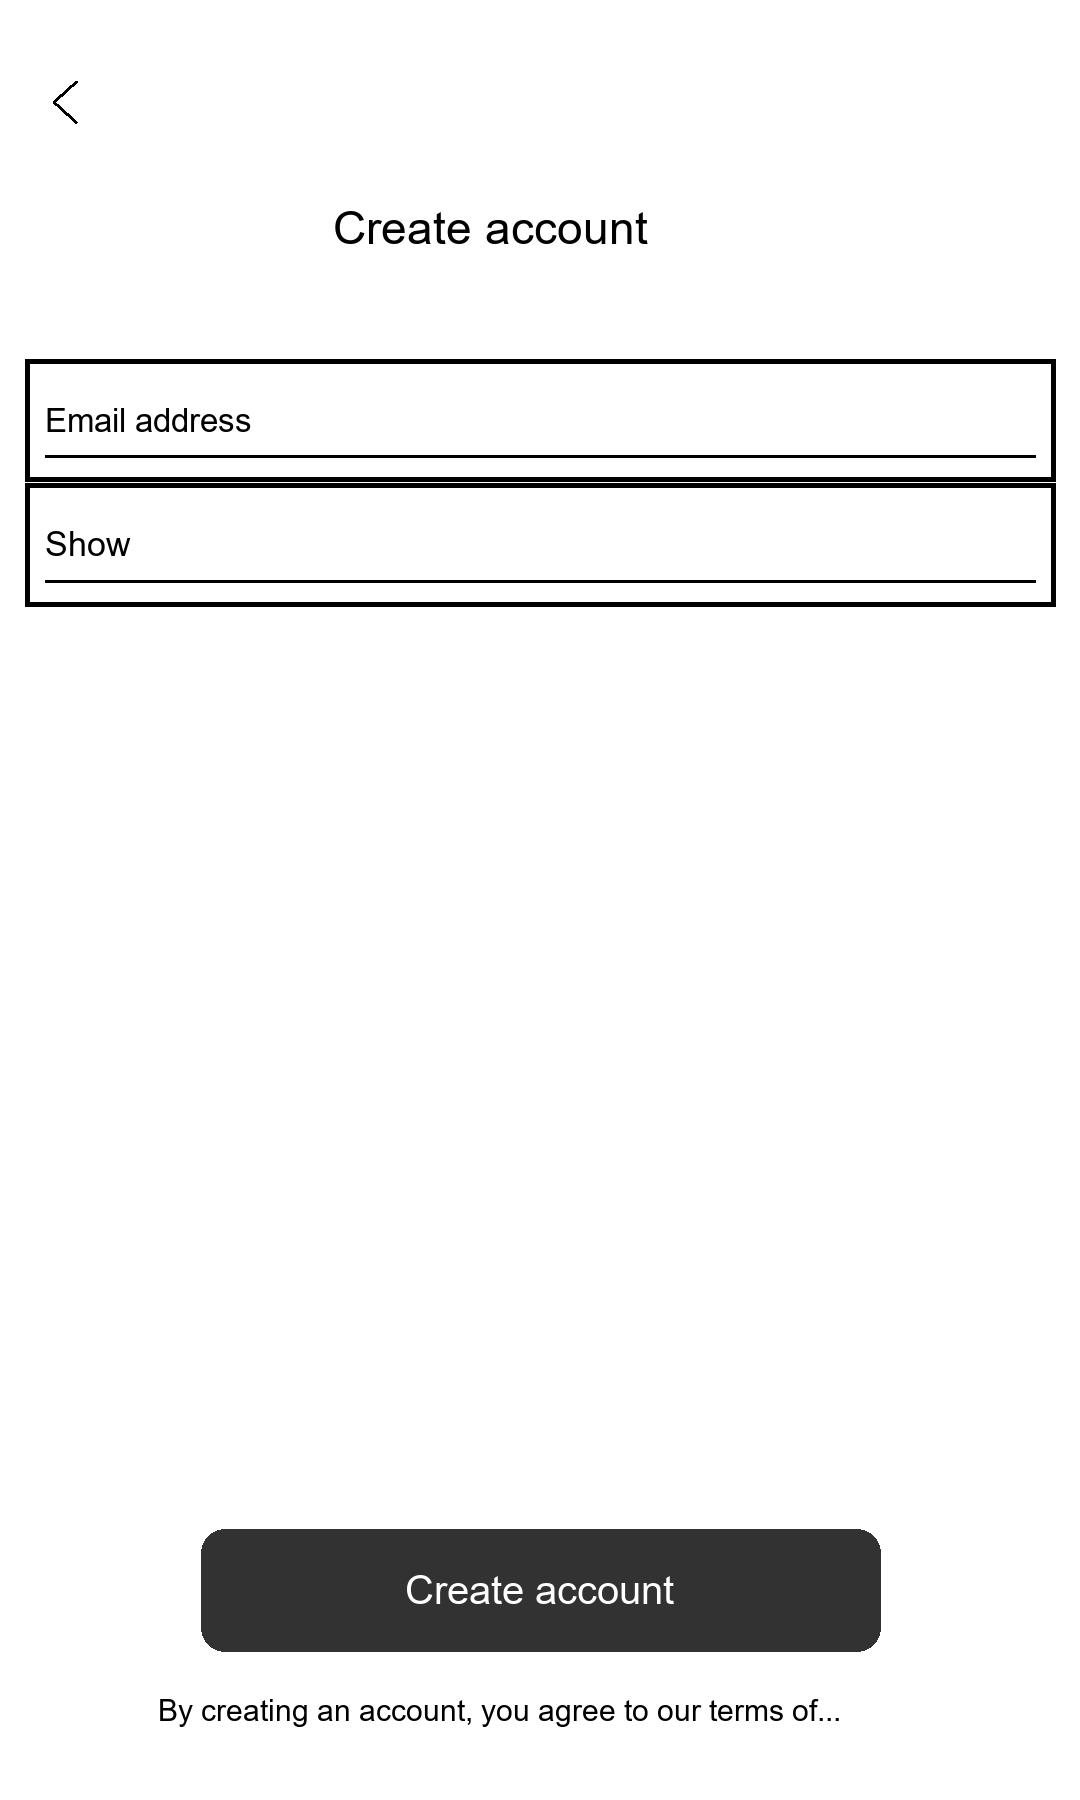 Create account
Email address
Show
Create account
By creating an account, you agree to our terms of...